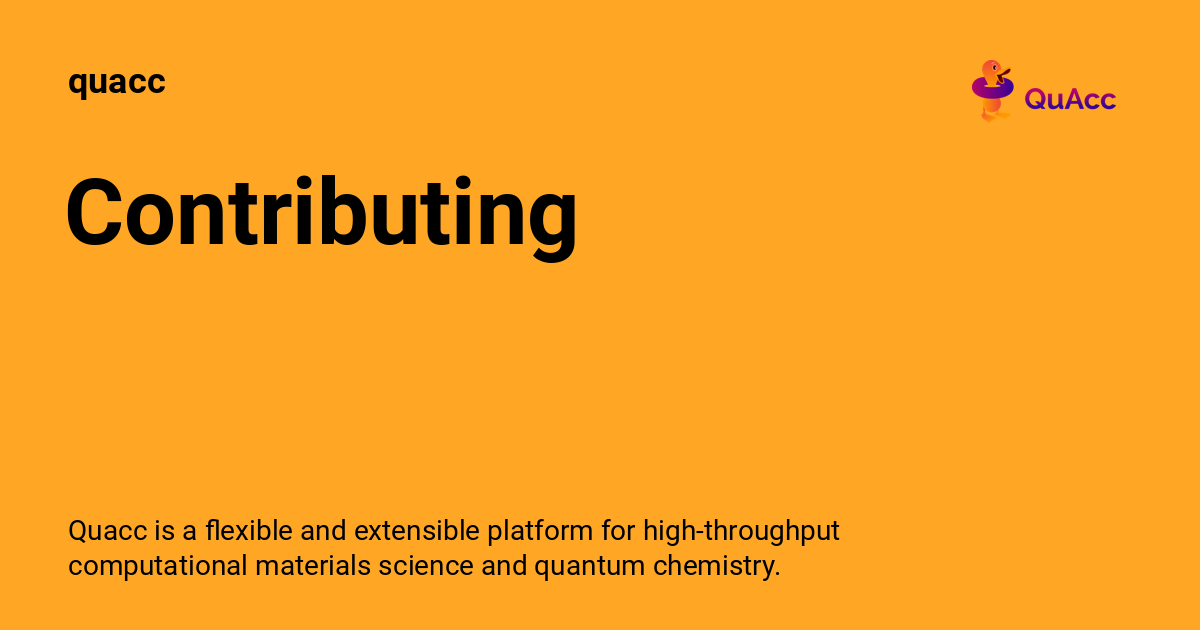 quacc
QuAcc
Contributing
Quacc is a flexible and extensible platform for high-throughput
computational materials science and quantum chemistry.